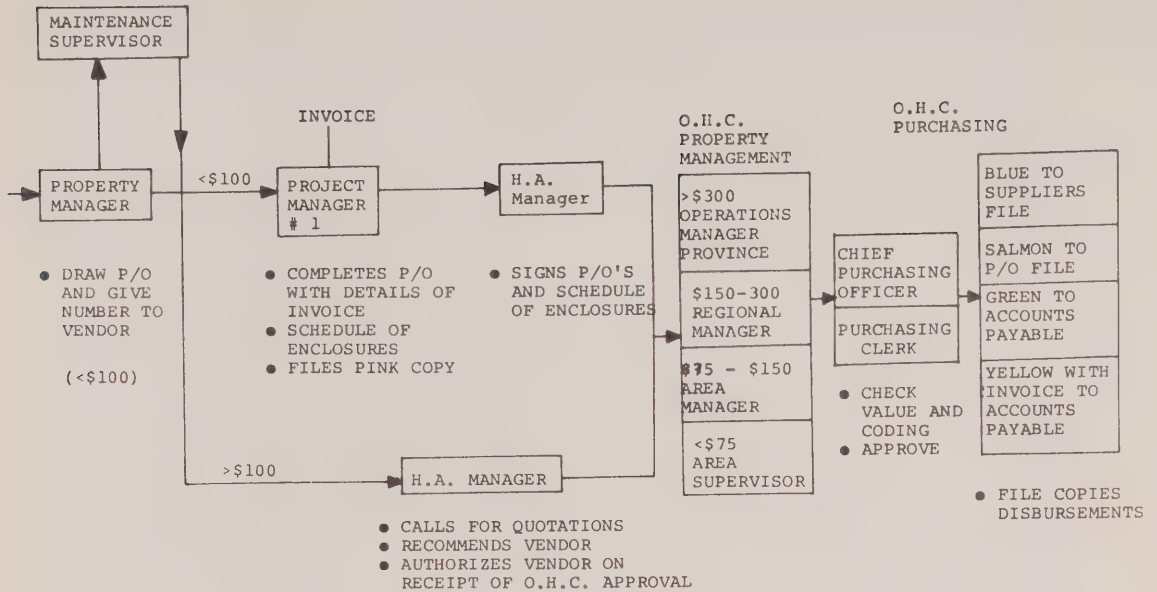 MAINTENANCE
SUPERVISOR
PROPERTY
MANAGER
● DRAW P/O
AND GIVE
NUMBER TO
VENDOR
(<$100)
<$100
INVOICE
PROJECT
MANAGER
# 1
● COMPLETES P/O
WITH DETAILS OF
INVOICE
● SCHEDULE OF
ENCLOSURES
● FILES PINK COPY
H.A.
Manager
● SIGNS P/O'S
AND SCHEDULE
OF ENCLOSURES
>$100
H.A. MANAGER
● CALLS FOR QUOTATIONS
● RECOMMENDS VENDOR
● AUTHORIZES VENDOR ON
RECEIPT OF O.H.C. APPROVAL
O.H.C.
PROPERTY
MANAGEMENT
>$300
OPERATIONS
MANAGER
PROVINCE
$150-300
REGIONAL
MANAGER
$75 - $150
AREA
MANAGER
<$75
AREA
SUPERVISOR
O.H.C.
PURCHASING
CHIEF
PURCHASING
OFFICER
PURCHASING
CLERK
● CHECK
VALUE AND
CODING
● APPROVE
BLUE TO
SUPPLIERS
FILE
SALMON TO
P/O FILE
GREEN TO
ACCOUNTS
PAYABLE
YELLOW WITH
INVOICE TO
ACCOUNTS
PAYABLE
● FILE COPIES
DISBURSEMENTS